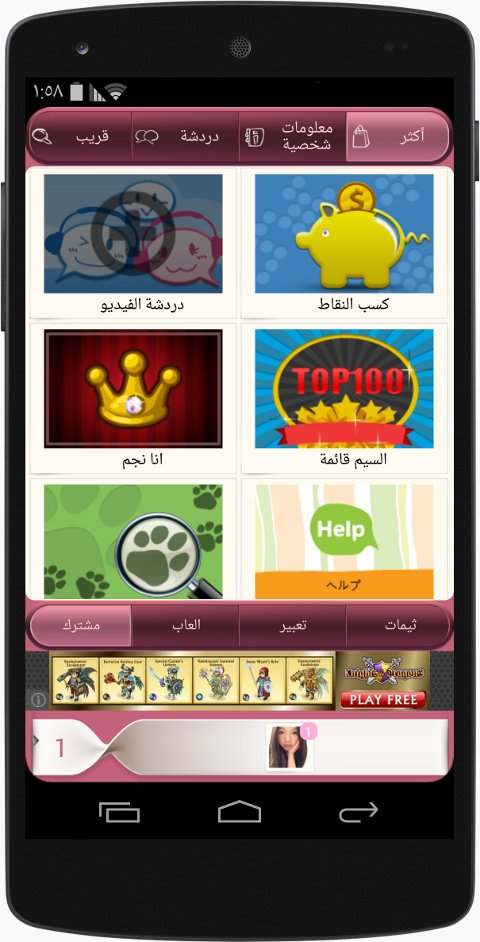 ١:٥٨
أكثر
معلومات
شخصية
دردشة
قريب
كسب النقاط
دردشة الفيديو
TOP100
السيم قائمة
انا نجم
Help
ヘルプ
ثيمات
تعبير
العاب
مشترك
Knights & Dragons
PLAY FREE
1
1